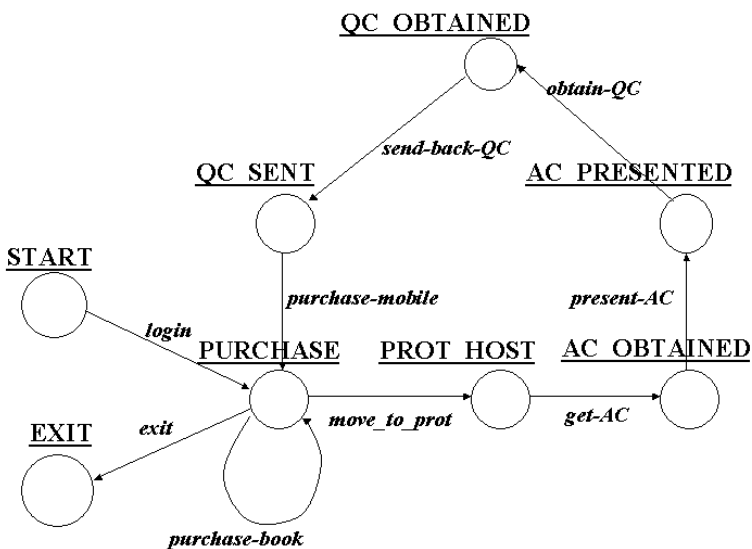 QC OBTAINED
obtain-QC
send-back-QC
QC SENT
AC PRESENTED
START
purchase-mobile
present-AC
login
PURCHASE
PROT HOST
AC OBTAINED
EXIT
exit
move_to_prot
get-AC
purchase-book